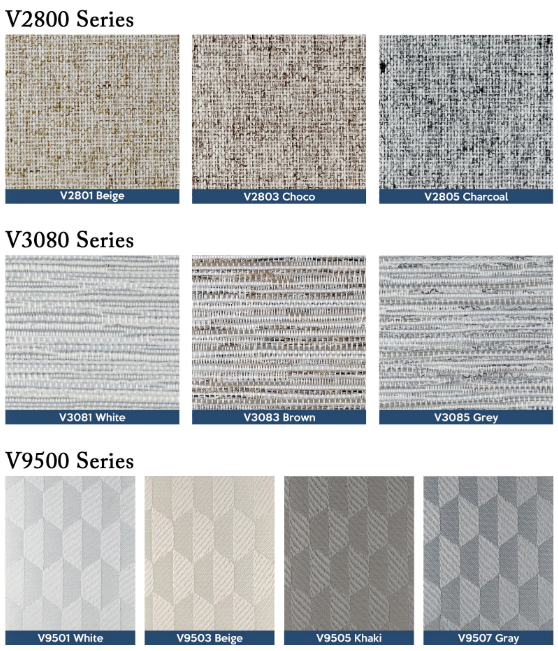 V2800 Series
V2801 Beige
V2803 Choco
V2805 Charcoal
V3080 Series
V3081 White
V3083 Brown
V3085 Grey
V9500 Series
V9501 White
V9503 Beige
V9505 Khaki
V9507 Gray